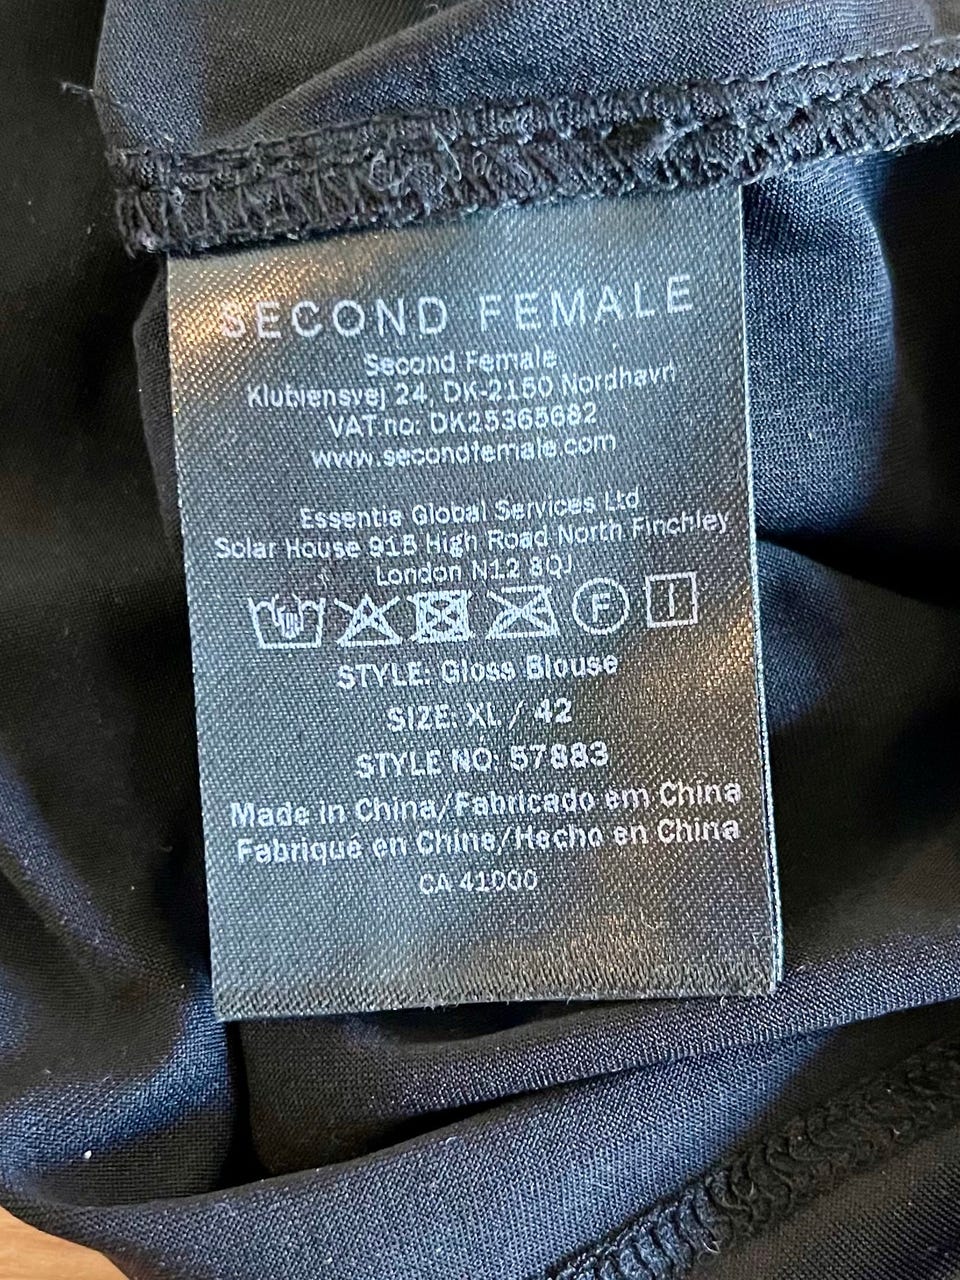 SECOND FEMALE
Second Female
Klubiensvej 24, DK-2150 Nordhavn
VAT no: DK25365682
www.secondfemale.com
Essentia Global Services Ltd
Solar House 915 High Road North Finchley
London N12 8QJ
F
STYLE: Gloss Blouse
SIZE: XL / 42
STYLE NO: 57883
Made in China/Fabricado em China
Fabriqué en Chine/Hecho en China
CA 41000